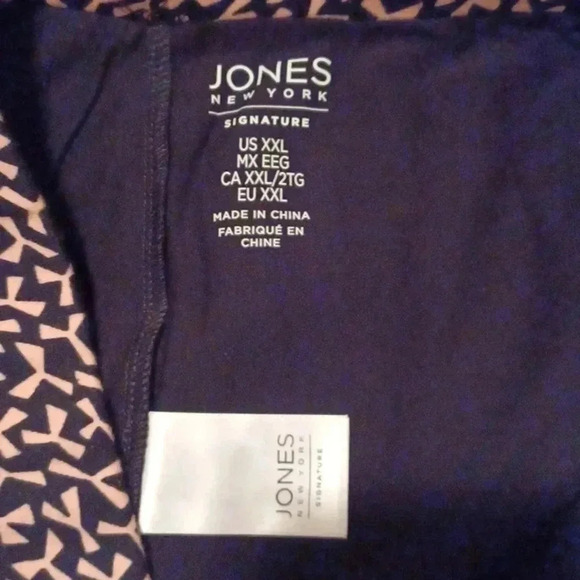 JONES
NEW YORK
SIGNATURE
US XXL
MX EEG
CA XXL/2TG
EU XXL
MADE IN CHINA
FABRIQUÉ EN
CHINE
JONES
NEW YORK
SIGNATURE